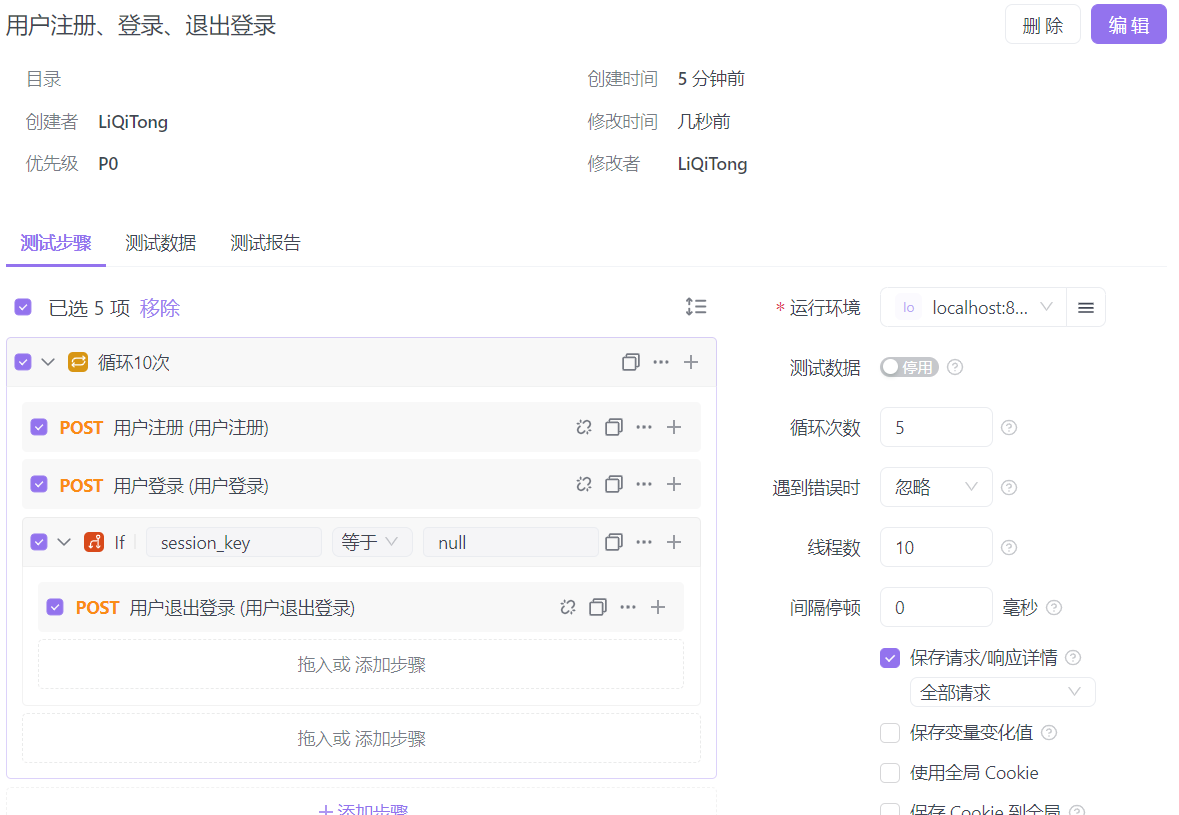 用户注册、登录、退出登录
删 除
编 辑
目录
创建时间 5 分钟前
创建者 LiQiTong
修改时间 几秒前
优先级 P0
修改者 LiQiTong
测试步骤 测试数据 测试报告
已选 5 项 移除
循环10次
POST 用户注册 (用户注册)
POST 用户登录 (用户登录)
If session_key 等于 null
POST 用户退出登录 (用户退出登录)
拖入或 添加步骤
拖入或 添加步骤
添加步骤
* 运行环境 lo localhost:8...
测试数据 停用
循环次数 5
遇到错误时 忽略
线程数 10
间隔停顿 0 毫秒
保存请求/响应详情
全部请求
保存变量变化值
使用全局 Cookie
保存 Cookie 到全局